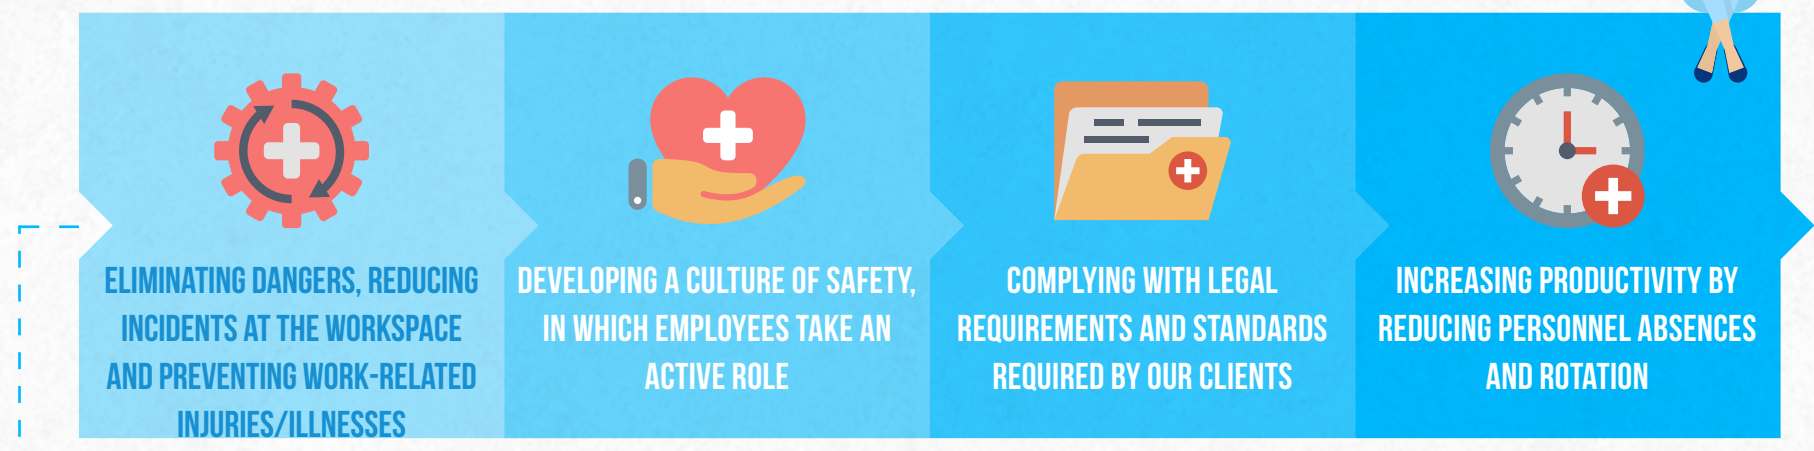 ELIMINATING DANGERS, REDUCING
INCIDENTS AT THE WORKSPACE
AND PREVENTING WORK-RELATED
INJURIES/ILLNESSES
DEVELOPING A CULTURE OF SAFETY,
IN WHICH EMPLOYEES TAKE AN
ACTIVE ROLE
COMPLYING WITH LEGAL
REQUIREMENTS AND STANDARDS
REQUIRED BY OUR CLIENTS
INCREASING PRODUCTIVITY BY
REDUCING PERSONNEL ABSENCES
AND ROTATION